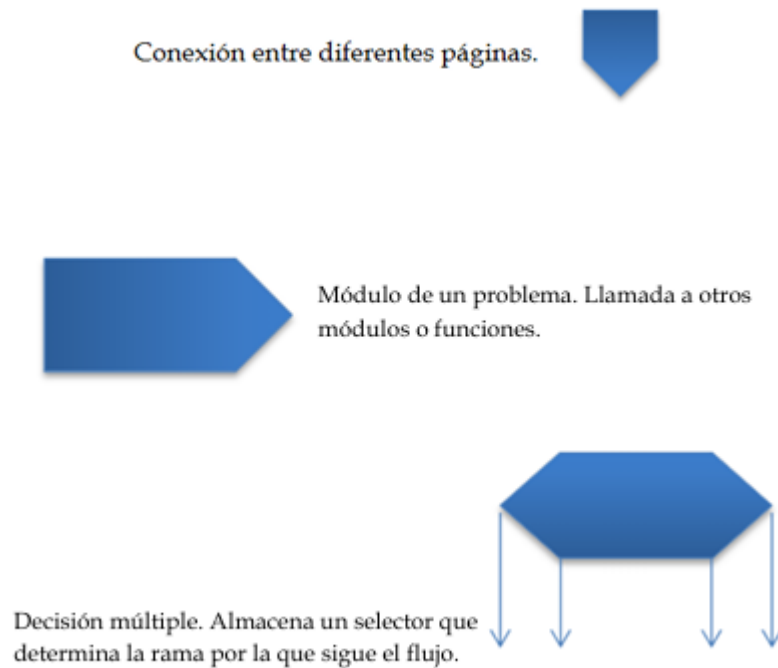 Conexión entre diferentes páginas.
Módulo de un problema. Llamada a otros
módulos o funciones.
Decisión múltiple. Almacena un selector que
determina la rama por la que sigue el flujo.